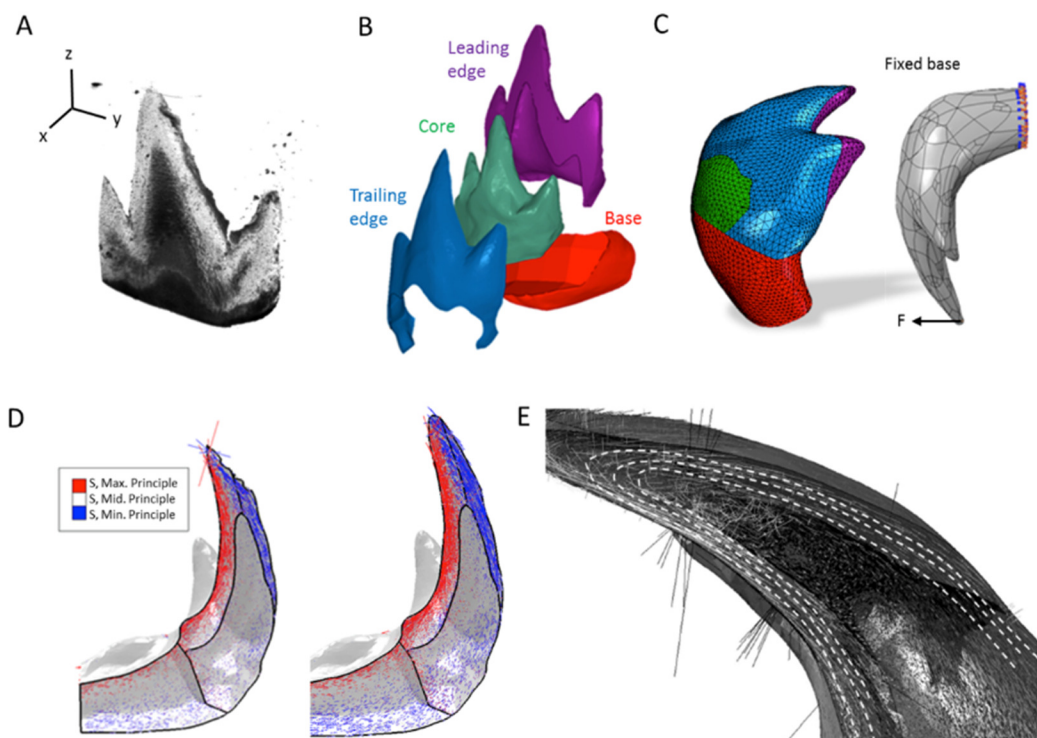 A
z
x
y
B
Leading
edge
Core
Trailing
edge
Base
C
Fixed base
F
D
S, Max. Principle
S, Mid. Principle
S, Min. Principle
E